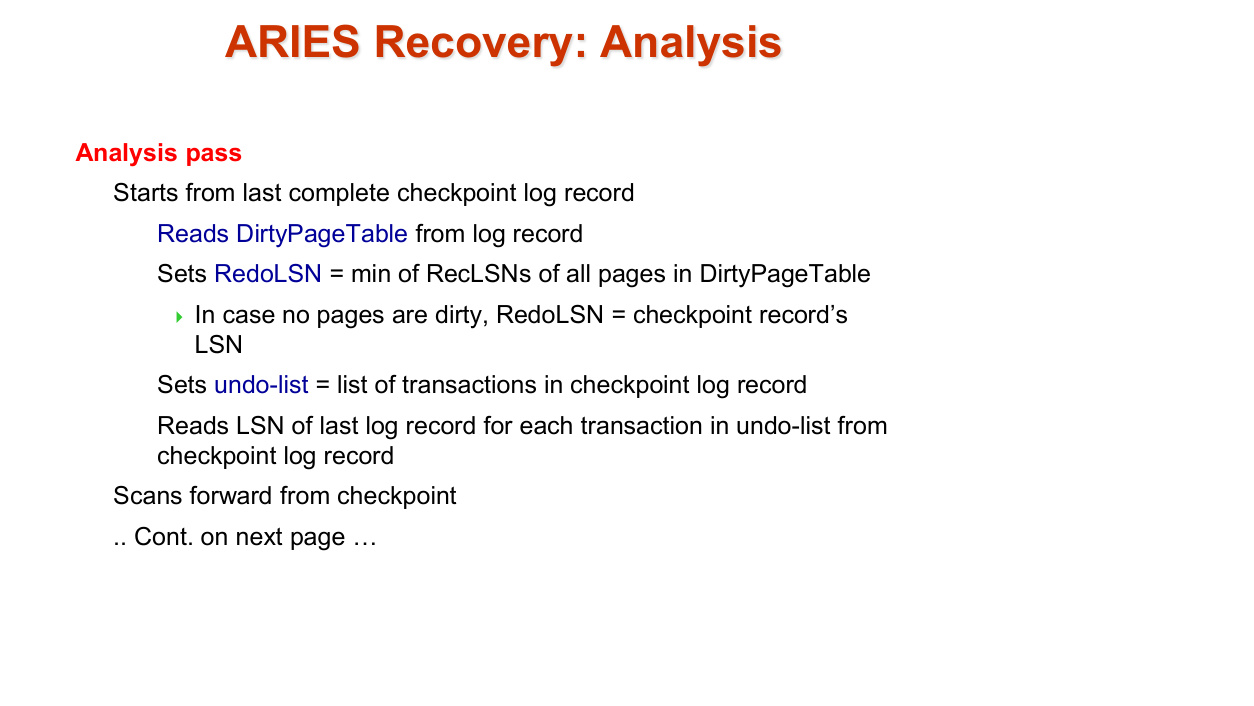 ARIES Recovery: Analysis
Analysis pass
Starts from last complete checkpoint log record
Reads DirtyPageTable from log record
Sets RedoLSN = min of RecLSNs of all pages in DirtyPageTable
In case no pages are dirty, RedoLSN = checkpoint record’s
LSN
Sets undo-list = list of transactions in checkpoint log record
Reads LSN of last log record for each transaction in undo-list from
checkpoint log record
Scans forward from checkpoint
.. Cont. on next page …